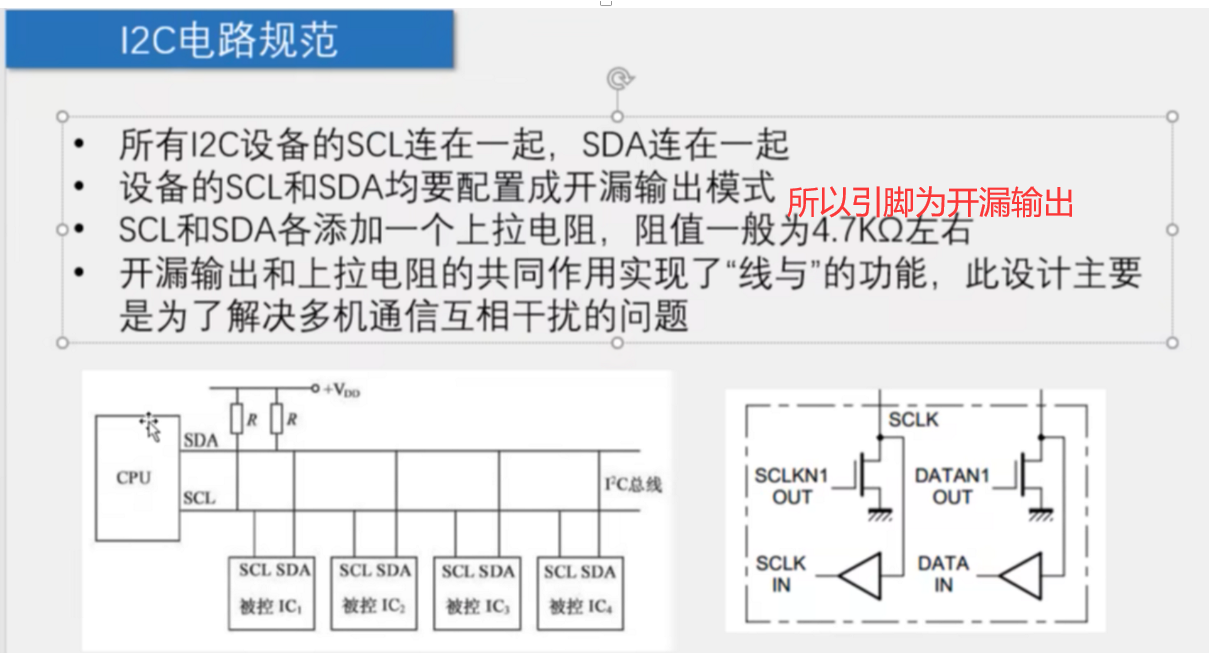 I2C电路规范
所有I2C设备的SCL连在一起，SDA连在一起
设备的SCL和SDA均要配置成开漏输出模式
所以引脚为开漏输出
SCL和SDA各添加一个上拉电阻，阻值一般为4.7KΩ左右
开漏输出和上拉电阻的共同作用实现了“线与”的功能，此设计主要
是为了解决多机通信互相干扰的问题
+VDD
R R
SDA
CPU
SCL
I²C总线
SCL SDA
被控 IC₁
SCL SDA
被控 IC₂
SCL SDA
被控 IC₃
SCL SDA
被控 IC₄
SCLK
SCLKN1
OUT
DATAN1
OUT
SCLK
IN
DATA
IN